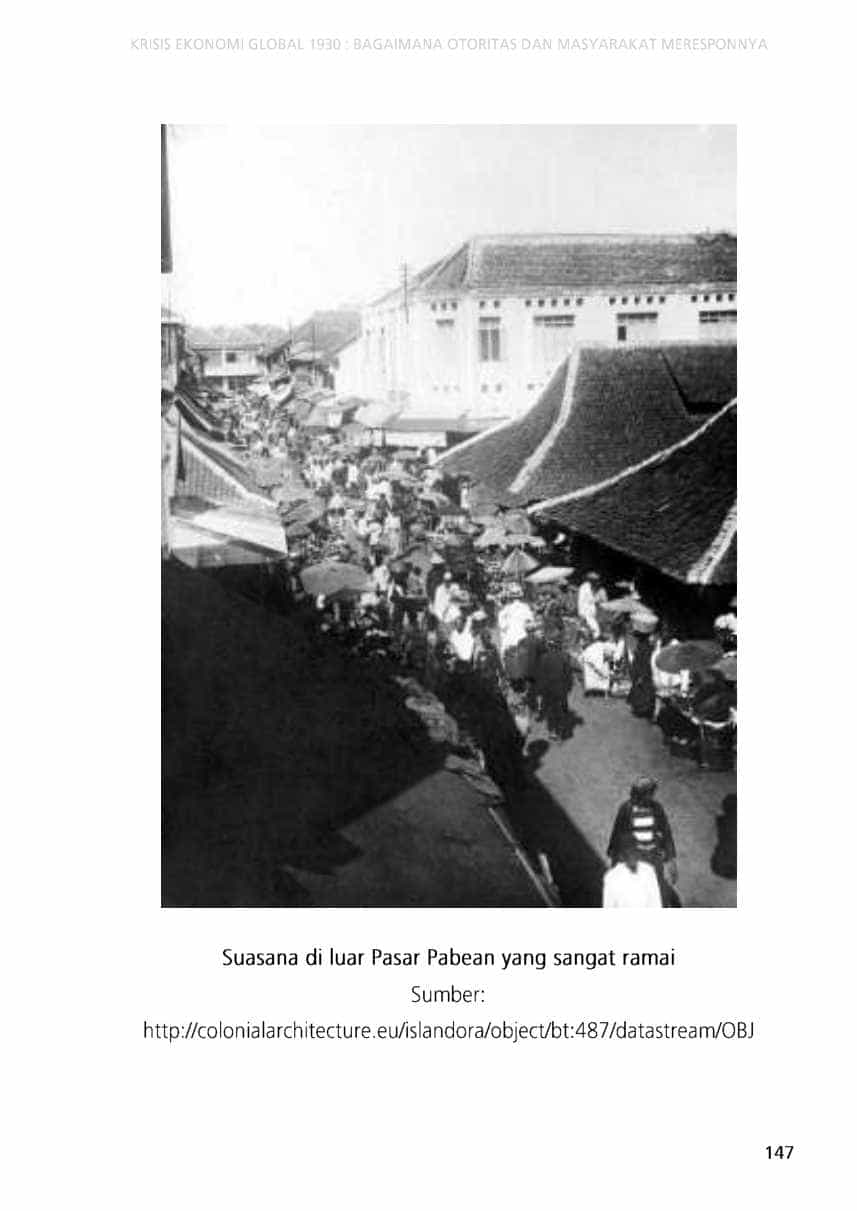 KRISIS EKONOMI GLOBAL 1930 : BAGAIMANA OTORITAS DAN MASYARAKAT MERESPONNYA
Suasana di luar Pasar Pabean yang sangat ramai
Sumber:
http://colonialarchitecture.eu/islandora/object/bt:487/datastream/OBJ
147